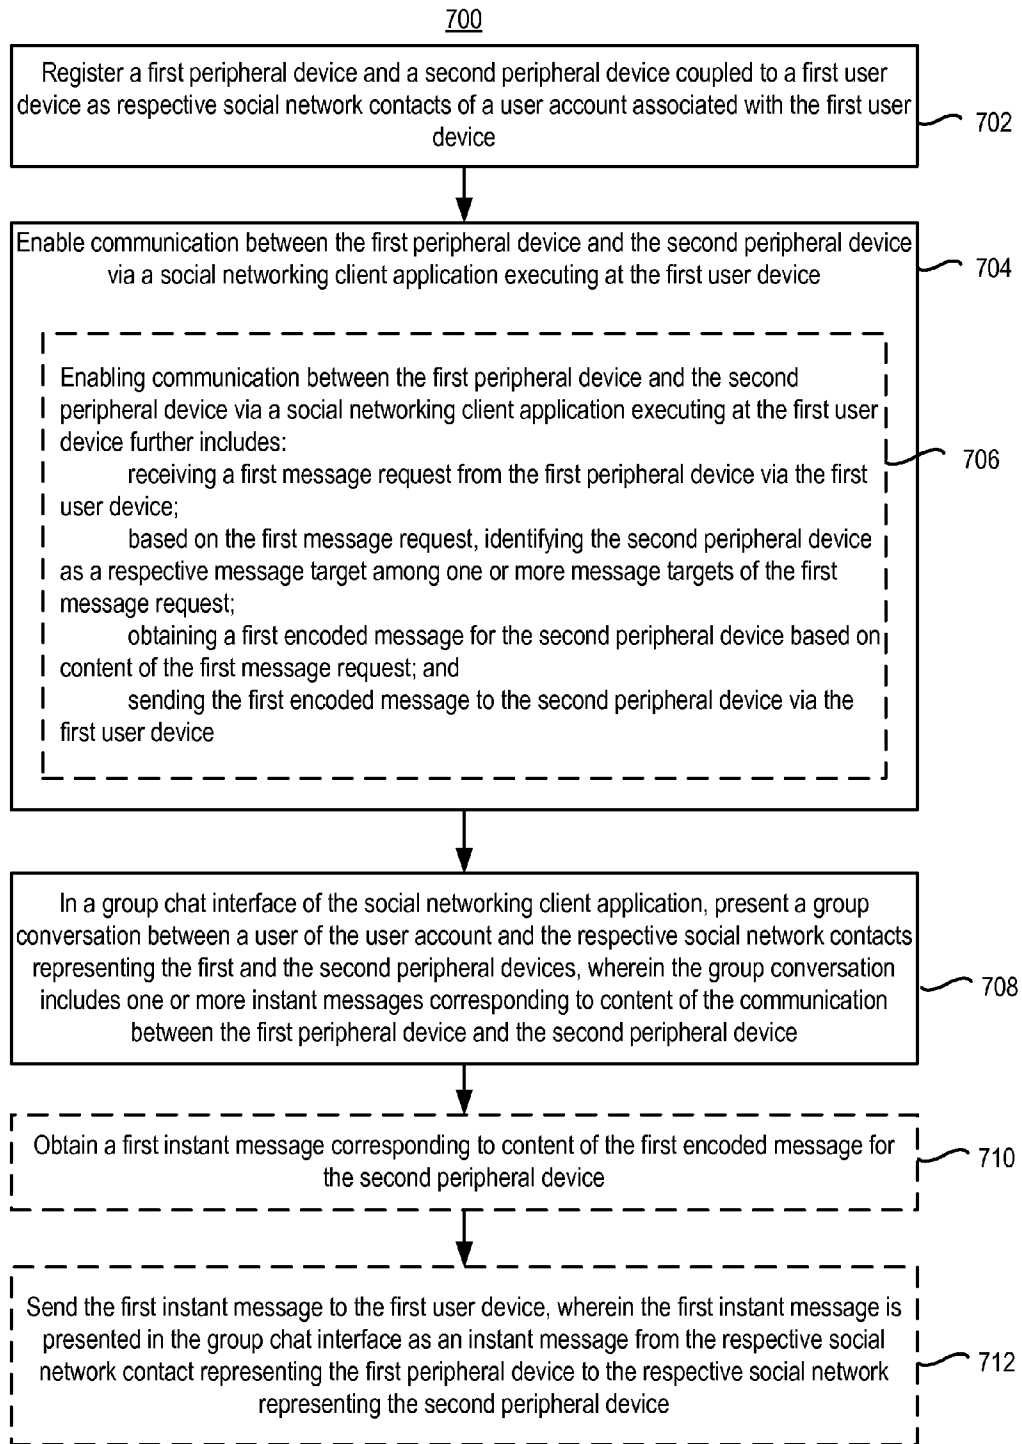 700
Register a first peripheral device and a second peripheral device coupled to a first user
device as respective social network contacts of a user account associated with the first user
device
702
Enable communication between the first peripheral device and the second peripheral device
via a social networking client application executing at the first user device
704
Enabling communication between the first peripheral device and the second
peripheral device via a social networking client application executing at the first user
device further includes:
receiving a first message request from the first peripheral device via the first
user device;
based on the first message request, identifying the second peripheral device
as a respective message target among one or more message targets of the first
message request;
obtaining a first encoded message for the second peripheral device based on
content of the first message request; and
sending the first encoded message to the second peripheral device via the
first user device
706
In a group chat interface of the social networking client application, present a group
conversation between a user of the user account and the respective social network contacts
representing the first and the second peripheral devices, wherein the group conversation
includes one or more instant messages corresponding to content of the communication
between the first peripheral device and the second peripheral device
708
Obtain a first instant message corresponding to content of the first encoded message for
the second peripheral device
710
Send the first instant message to the first user device, wherein the first instant message is
presented in the group chat interface as an instant message from the respective social
network contact representing the first peripheral device to the respective social network
representing the second peripheral device
712